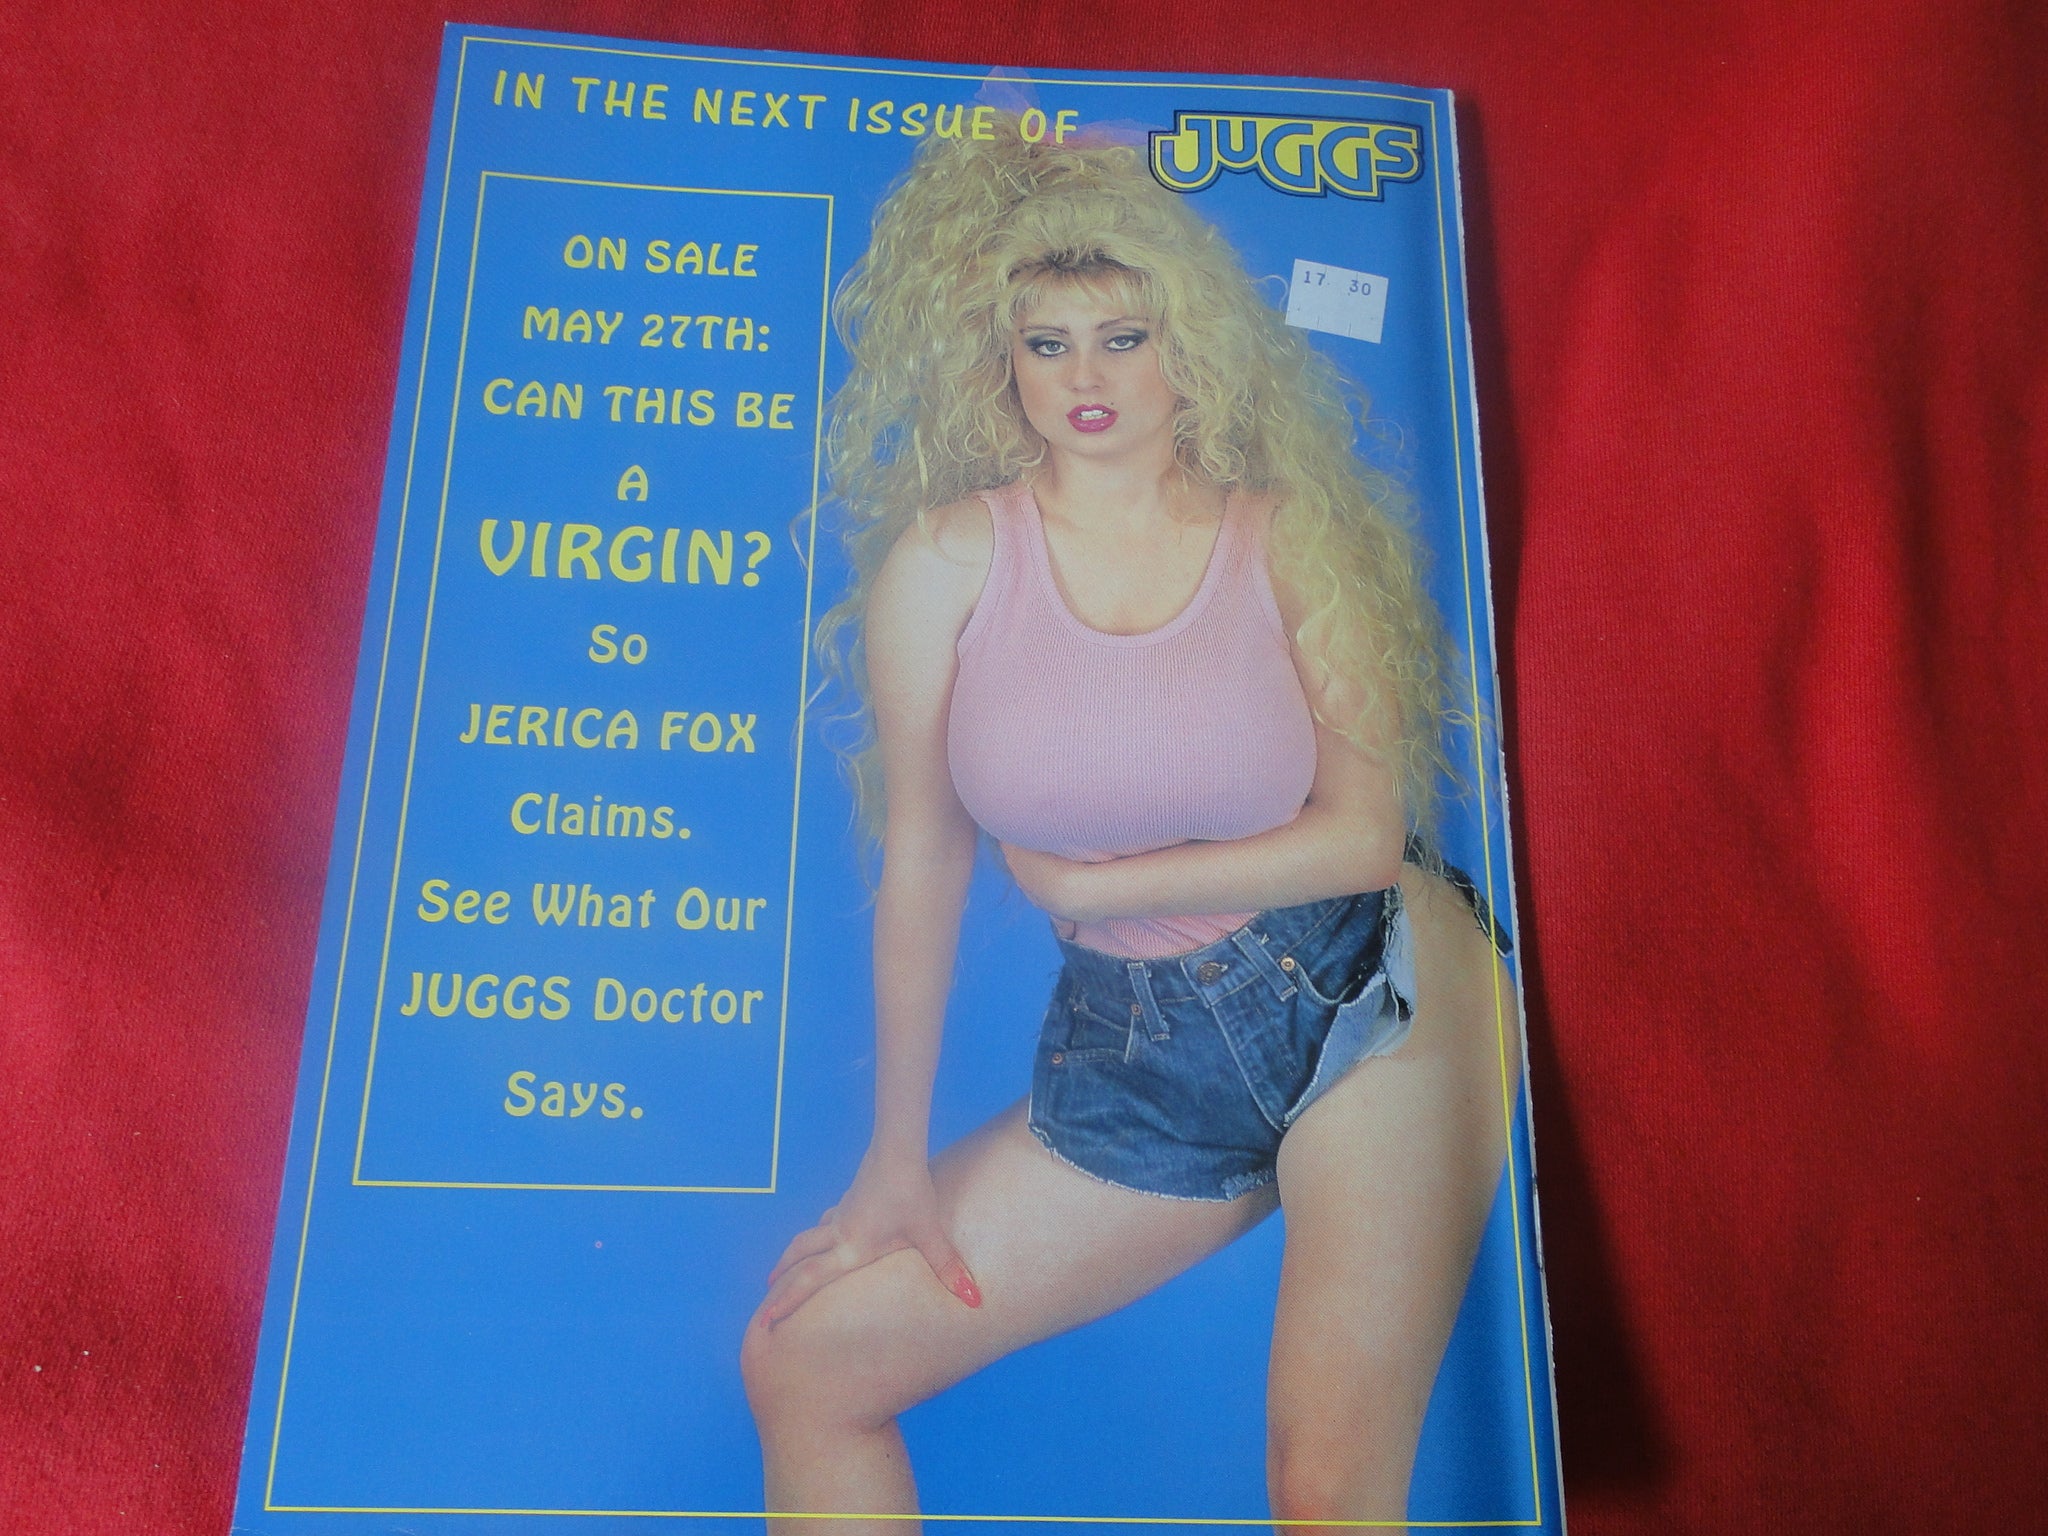 IN THE NEXT ISSUE OF JUGGS
17 30
ON SALE
MAY 27TH:
CAN THIS BE
A
VIRGIN?
So
JERICA FOX
Claims.
See What Our
JUGGS Doctor
Says.